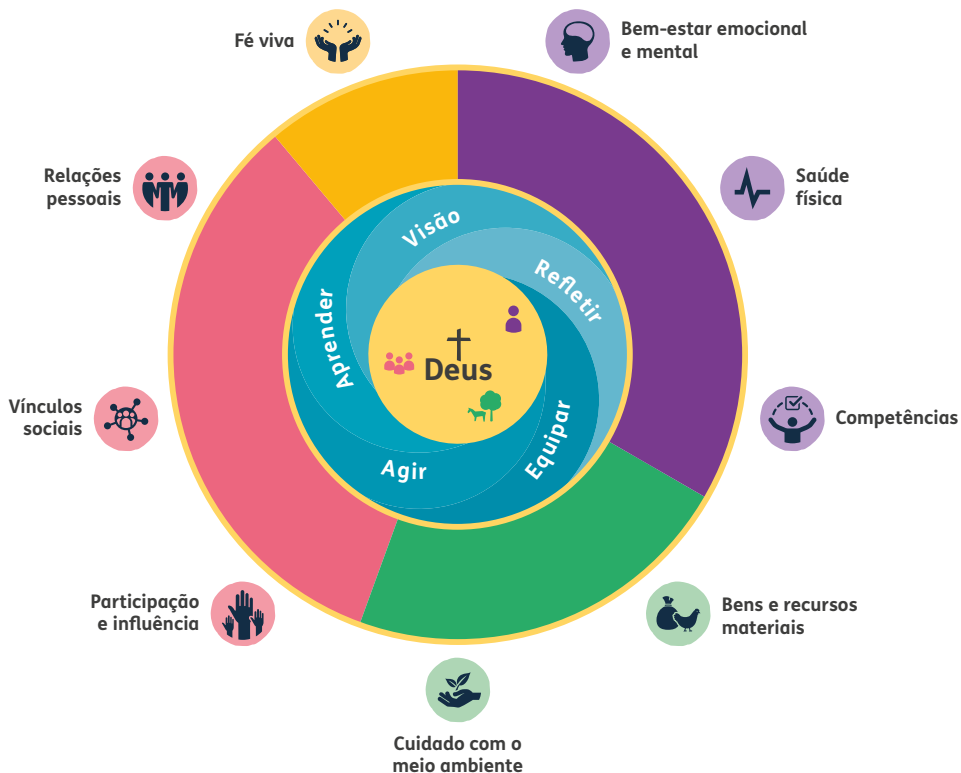 Fé viva
Bem-estar emocional
e mental
Relações
pessoais
Saúde
física
Visão
Refletir
Aprender
Deus
Vínculos
sociais
Competências
Equipar
Agir
Participação
e influência
Bens e recursos
materiais
Cuidado com o
meio ambiente